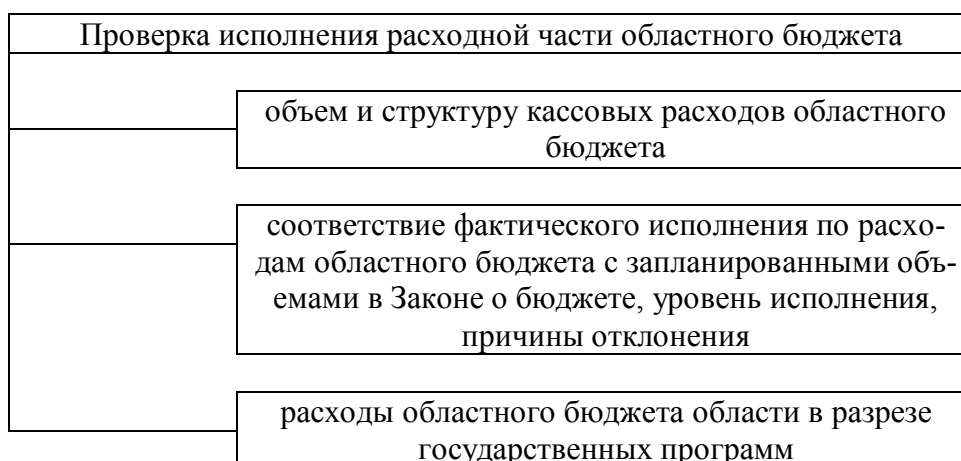 Проверка исполнения расходной части областного бюджета
объем и структуру кассовых расходов областного
бюджета
соответствие фактического исполнения по расхо-
дам областного бюджета с запланированными объ-
емами в Законе о бюджете, уровень исполнения,
причины отклонения
расходы областного бюджета области в разрезе
государственных программ